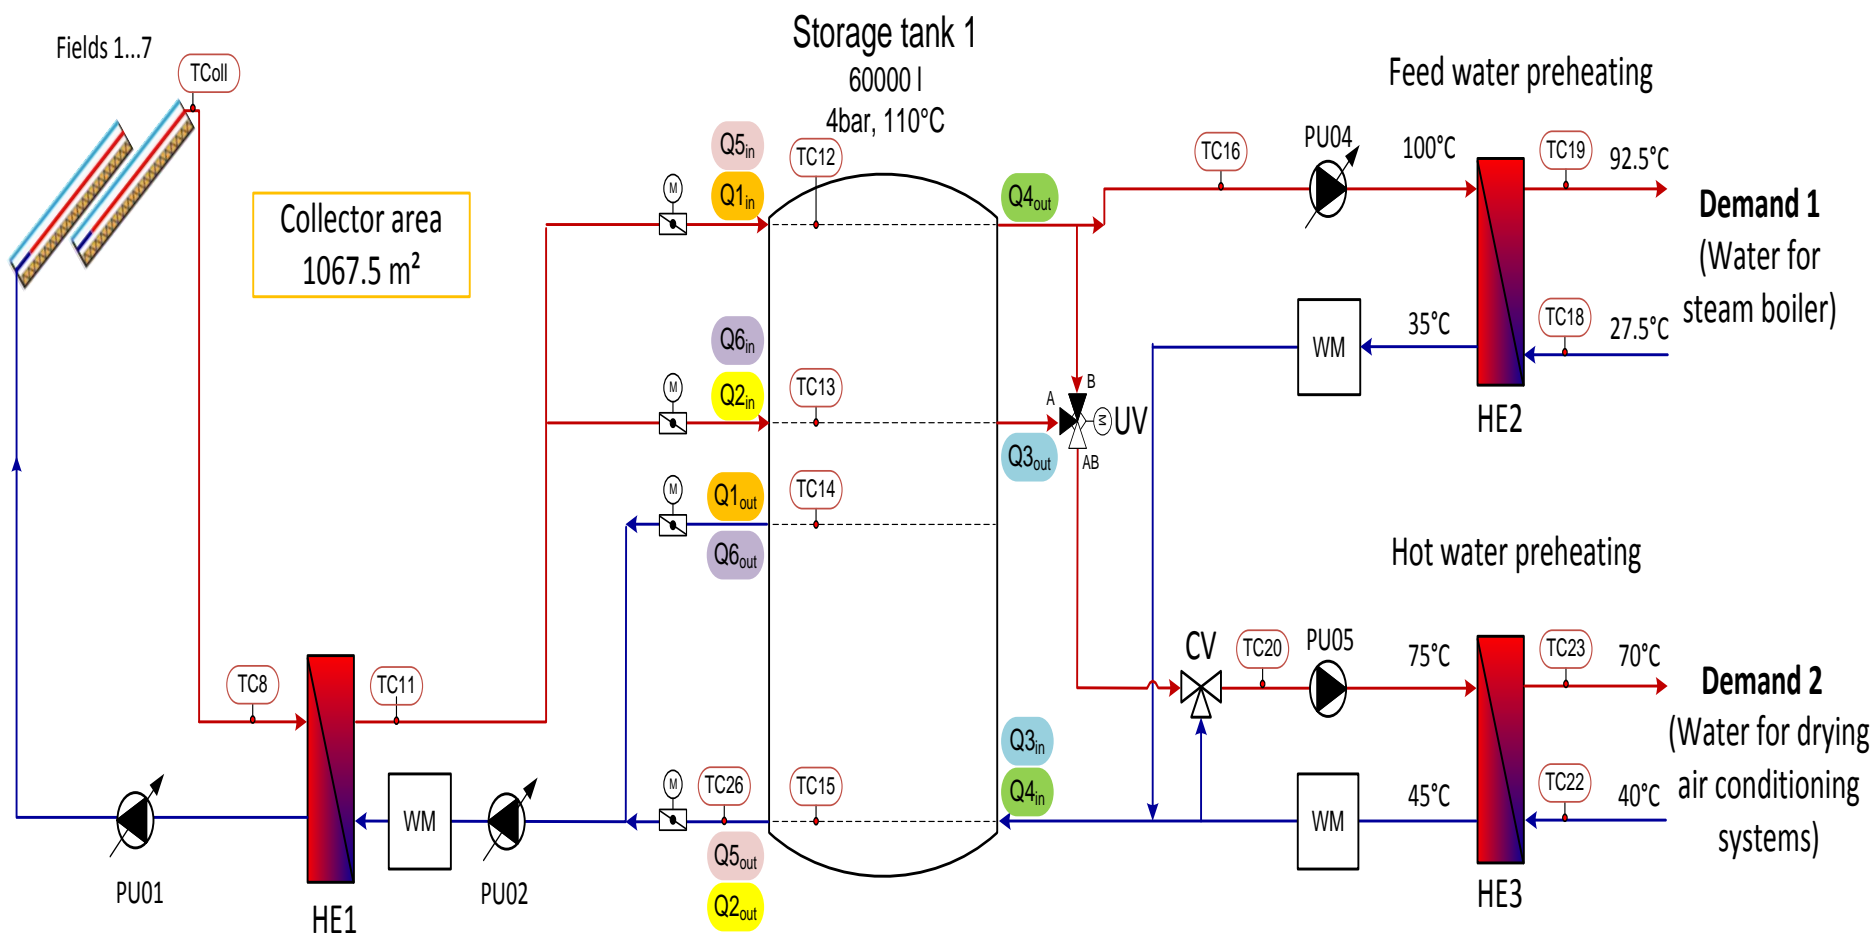 Fields 1...7
TColl
Collector area
1067.5 m²
Storage tank 1
60000 l
4bar, 110°C
Q5in
Q1in
M
TC12
Q4out
TC16
PU04
Feed water preheating
100°C
TC19
92.5°C
Demand 1
(Water for
steam boiler)
35°C
TC18
27.5°C
WM
HE2
Q6in
Q2in
M
TC13
A
B
M
UV
AB
Q3out
Q1out
Q6out
M
TC14
Hot water preheating
TC8
TC11
CV
TC20
PU05
75°C
TC23
70°C
Demand 2
(Water for drying
air conditioning
systems)
Q3in
Q4in
45°C
TC22
40°C
WM
HE3
PU01
HE1
WM
PU02
M
TC26
TC15
Q5out
Q2out